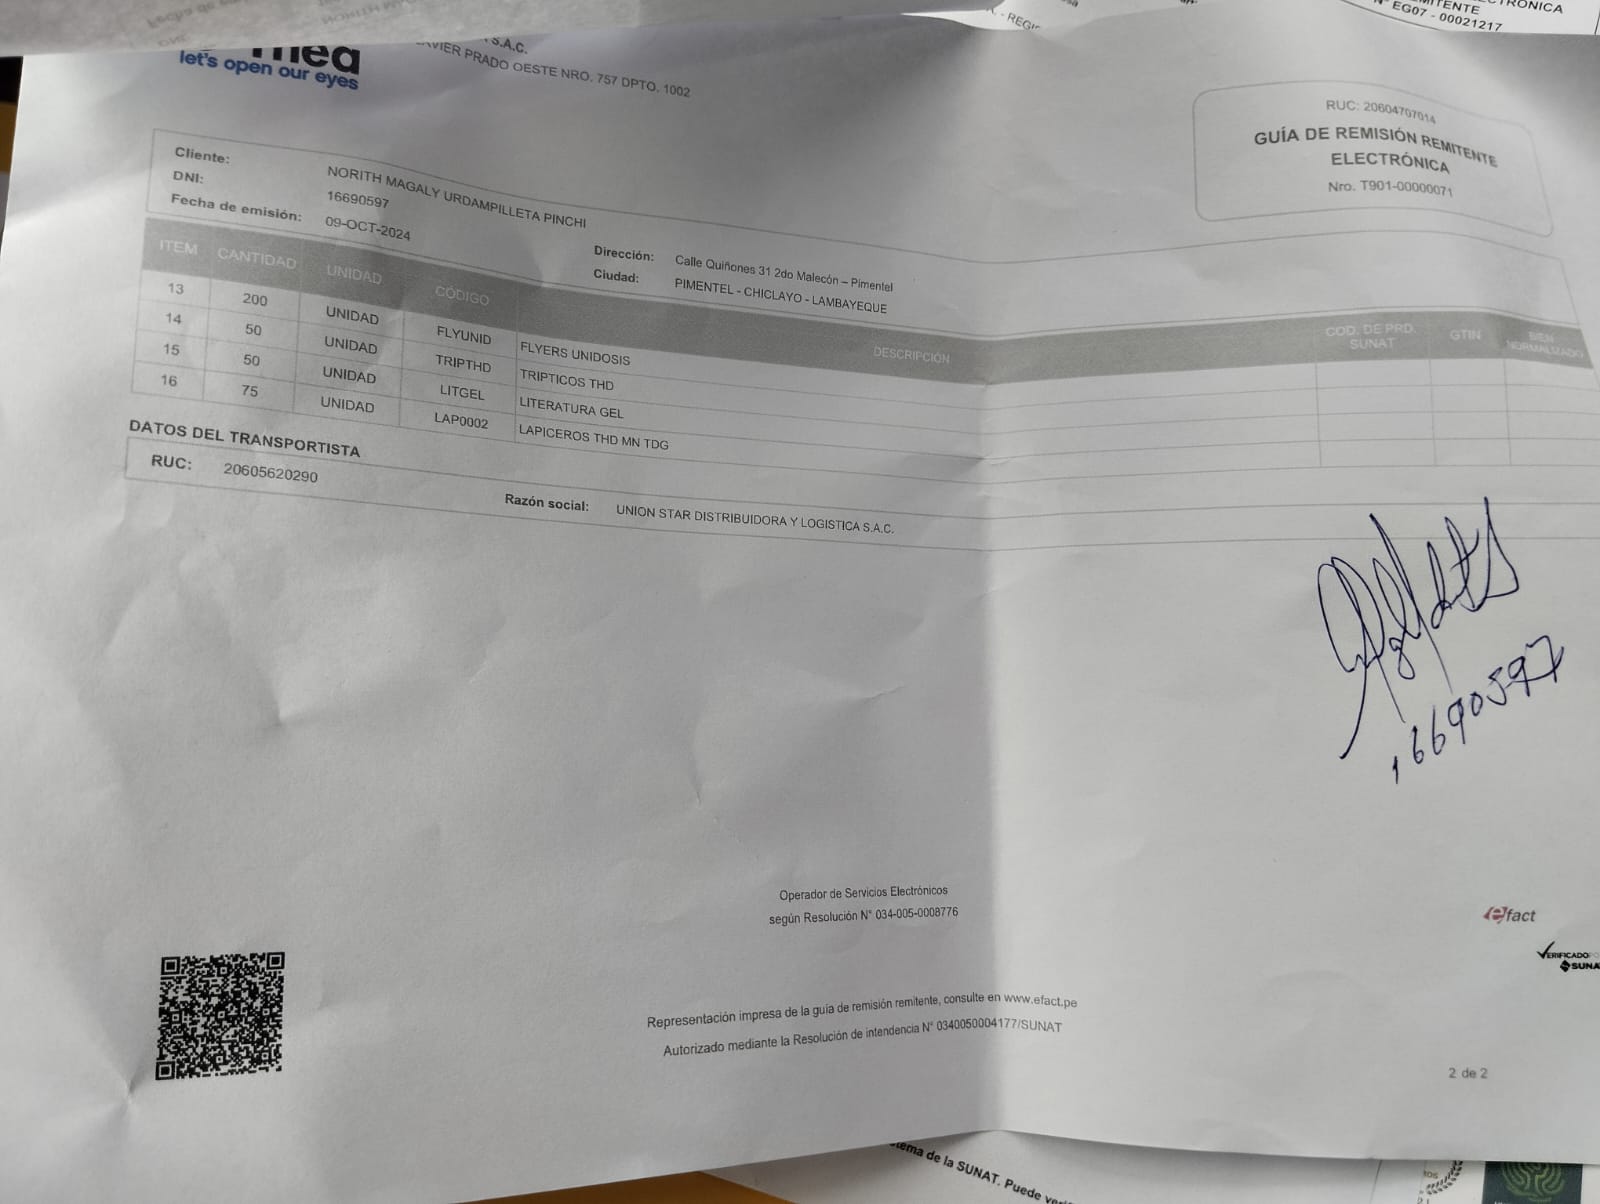 TRÓNICA
N° EG07 - 00021217
let's open our eyes
S.A.C.
PRADO OESTE NRO. 757 DPTO. 1002
RUC: 20604707014
GUÍA DE REMISIÓN REMITENTE
ELECTRÓNICA
Nro. T901-00000071
Cliente: NORITH MAGALY URDAMPILLETA PINCHI
DNI: 16690597
Fecha de emisión: 09-OCT-2024
Dirección: Calle Quiñones 31 2do Malecón – Pimentel
Ciudad: PIMENTEL - CHICLAYO - LAMBAYEQUE
ITEM CANTIDAD UNIDAD CÓDIGO DESCRIPCIÓN COD. DE PRD. SUNAT GTIN BIEN NORMALIZADO
13 200 UNIDAD FLYUNID FLYERS UNIDOSIS
14 50 UNIDAD TRIPTHD TRIPTICOS THD
15 50 UNIDAD LITGEL LITERATURA GEL
16 75 UNIDAD LAP0002 LAPICEROS THD MN TDG
DATOS DEL TRANSPORTISTA
RUC: 20605620290
Razón social: UNION STAR DISTRIBUIDORA Y LOGISTICA S.A.C.
16690597
Operador de Servicios Electrónicos
según Resolución N° 034-005-0008776
efact
VERIFICADO
SUNA
Representación impresa de la guía de remisión remitente, consulte en www.efact.pe
Autorizado mediante la Resolución de intendencia N° 0340050004177/SUNAT
2 de 2
de la SUNAT. Puede